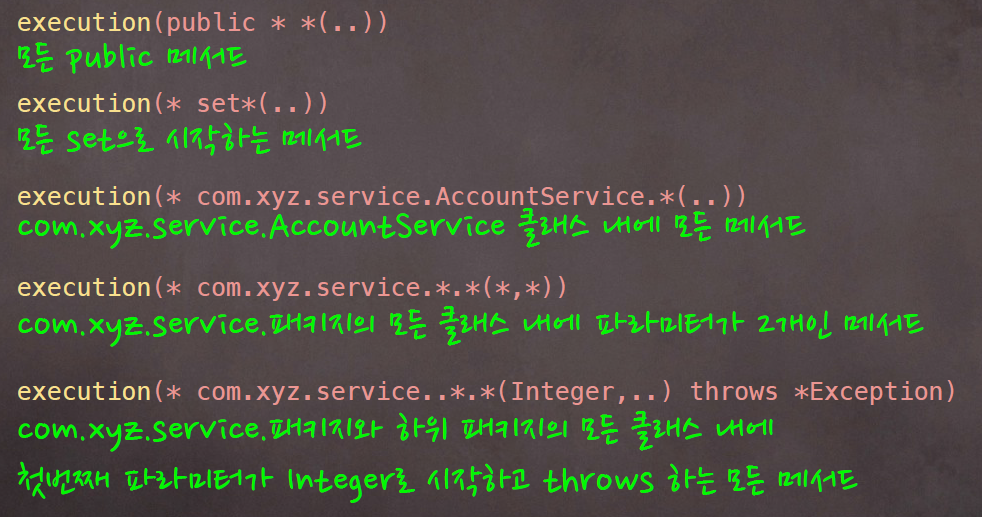 execution(public * *(..))
모든 public 메서드
execution(* set*(..))
모든 set으로 시작하는 메서드
execution(* com.xyz.service.AccountService.*(..))
com.xyz.service.AccountService 클래스 내에 모든 메서드
execution(* com.xyz.service.*.*(*,*))
com.xyz.service.패키지의 모든 클래스 내에 파라미터가 2개인 메서드
execution(* com.xyz.service..*.*(Integer,..) throws *Exception)
com.xyz.service.패키지와 하위 패키지의 모든 클래스 내에
첫번째 파라미터가 Integer로 시작하고 throws 하는 모든 메서드